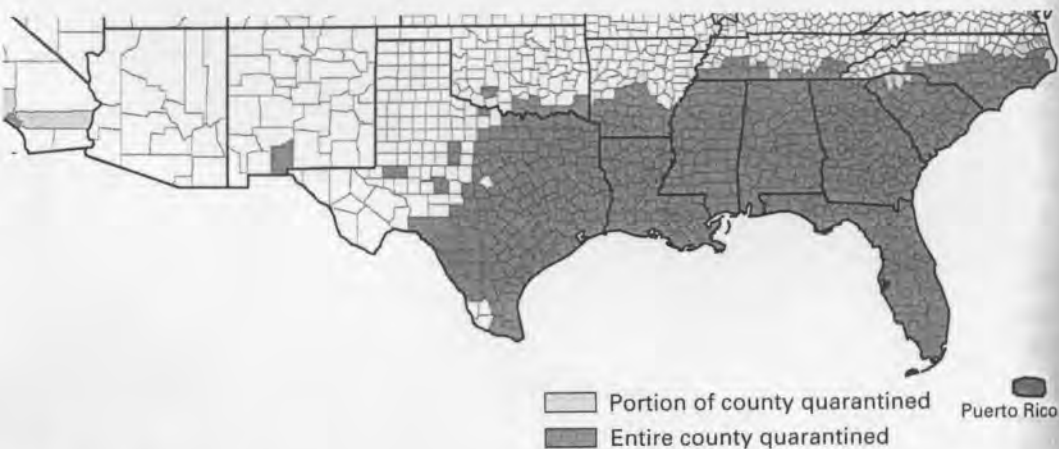 Portion of county quarantined
Entire county quarantined
Puerto Rico